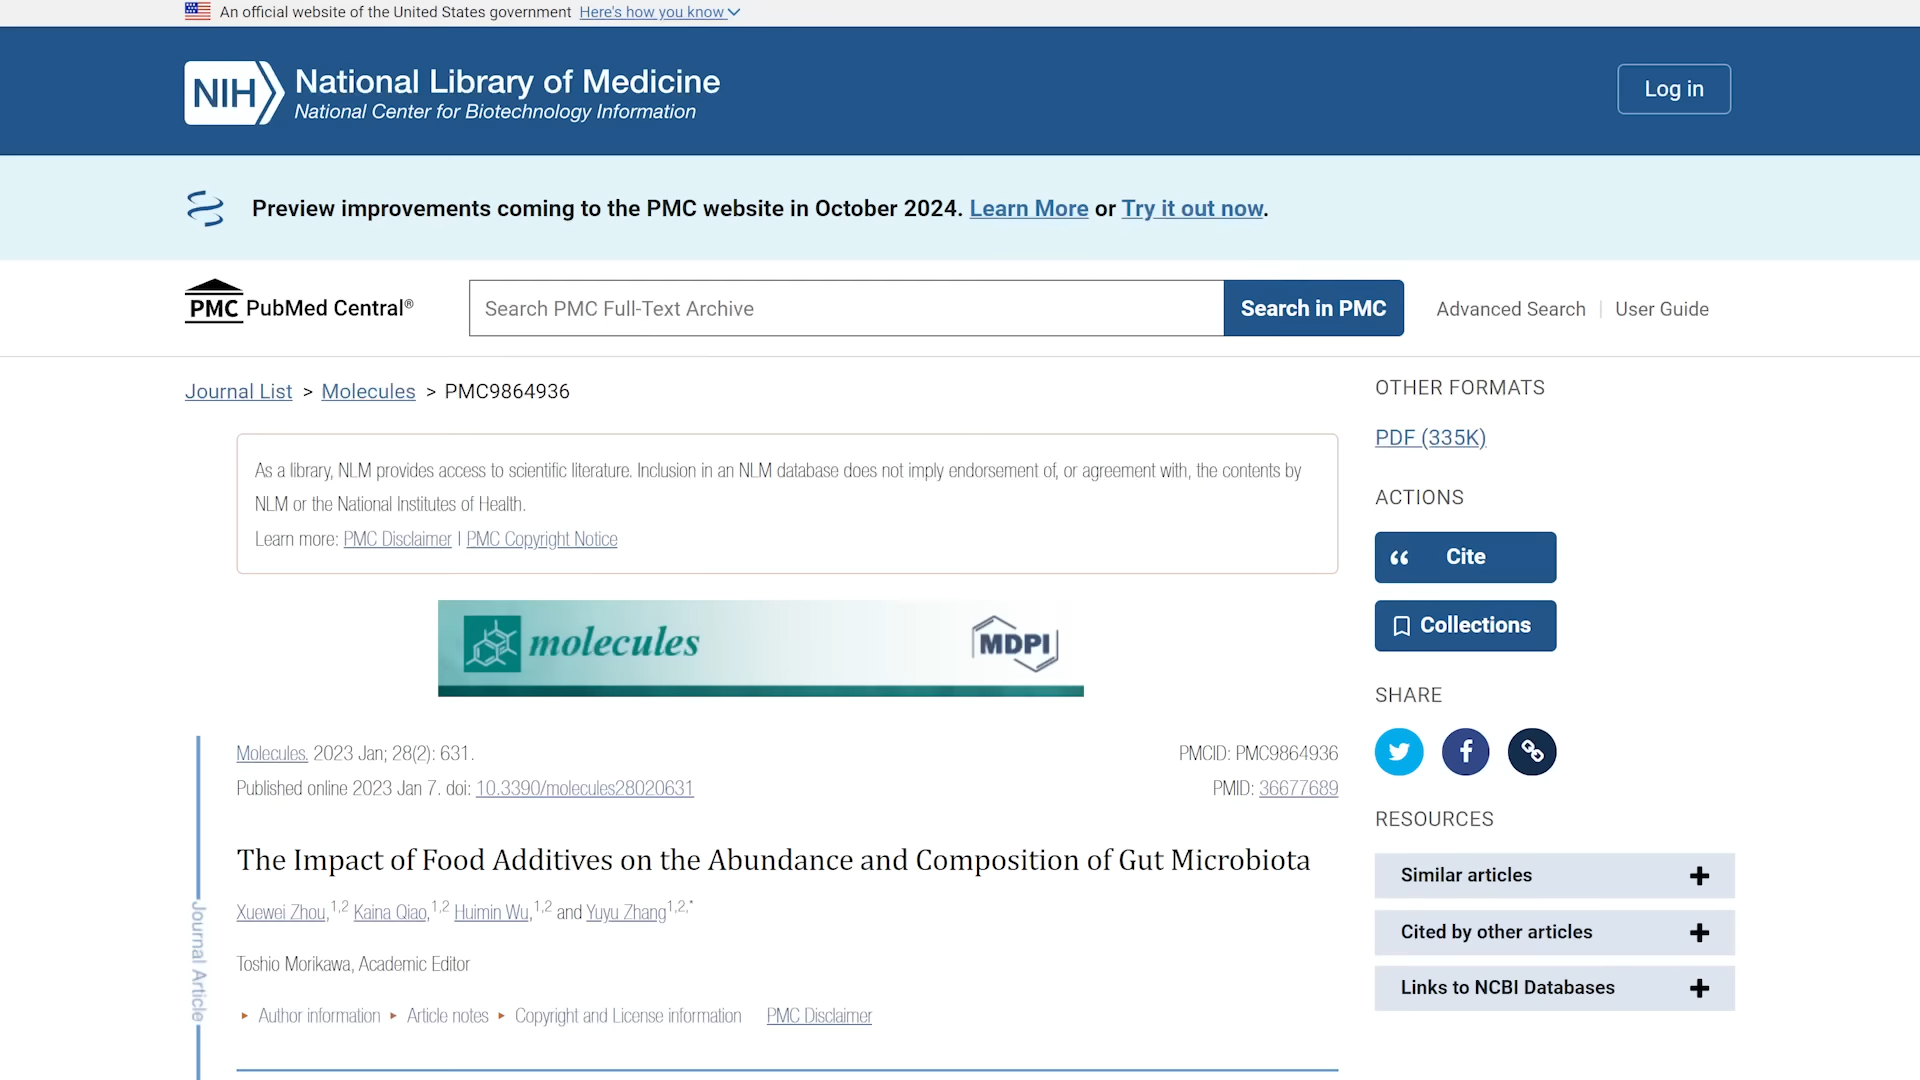 An official website of the United States government Here's how you know
NIH National Library of Medicine
National Center for Biotechnology Information
Log in
Preview improvements coming to the PMC website in October 2024. Learn More or Try it out now.
PMC PubMed Central®
Search PMC Full-Text Archive
Search in PMC
Advanced Search | User Guide
Journal List > Molecules > PMC9864936
As a library, NLM provides access to scientific literature. Inclusion in an NLM database does not imply endorsement of, or agreement with, the contents by
NLM or the National Institutes of Health.
Learn more: PMC Disclaimer | PMC Copyright Notice
molecules
MDPI
Molecules. 2023 Jan; 28(2): 631.
Published online 2023 Jan 7. doi: 10.3390/molecules28020631
PMCID: PMC9864936
PMID: 36677689
The Impact of Food Additives on the Abundance and Composition of Gut Microbiota
Xuewei Zhou,1,2 Kaina Qiao,1,2 Huimin Wu,1,2 and Yuyu Zhang1,2,*
Toshio Morikawa, Academic Editor
Author information Article notes Copyright and License information PMC Disclaimer
Journal Article
OTHER FORMATS
PDF (335K)
ACTIONS
Cite
Collections
SHARE
RESOURCES
Similar articles
Cited by other articles
Links to NCBI Databases